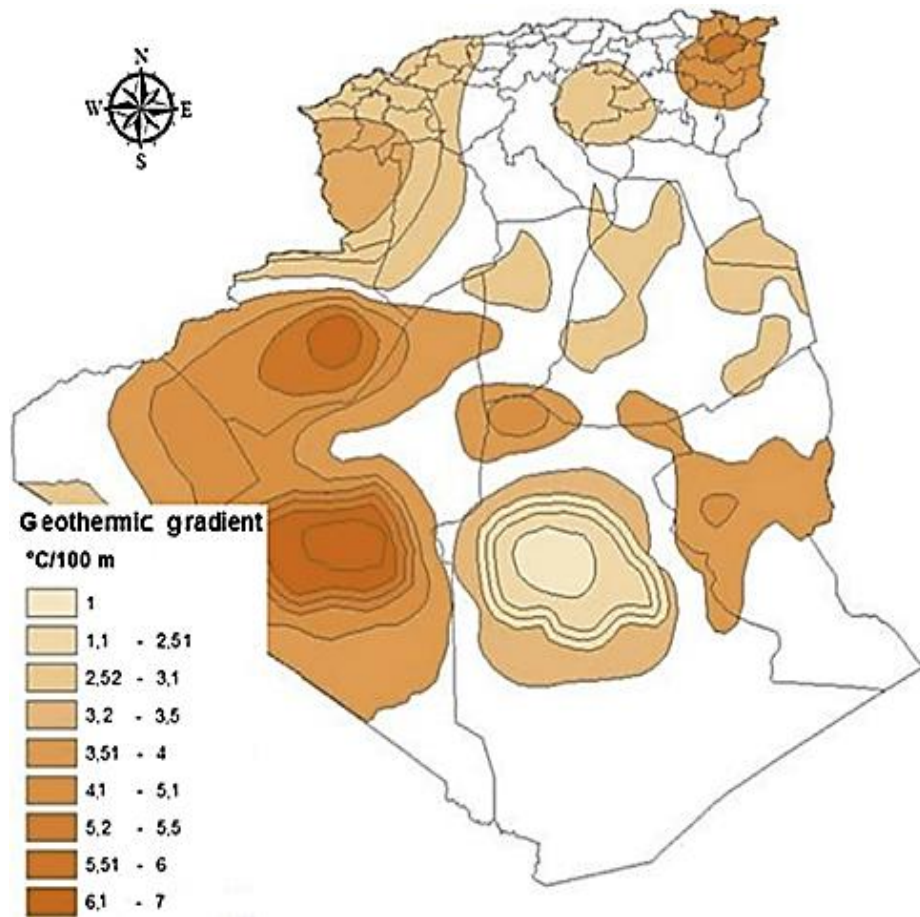 N
W E
S
Geothermic gradient
°C/100 m
1
1,1 - 2,51
2,52 - 3,1
3,2 - 3,5
3,51 - 4
4,1 - 5,1
5,2 - 5,5
5,51 - 6
6,1 - 7